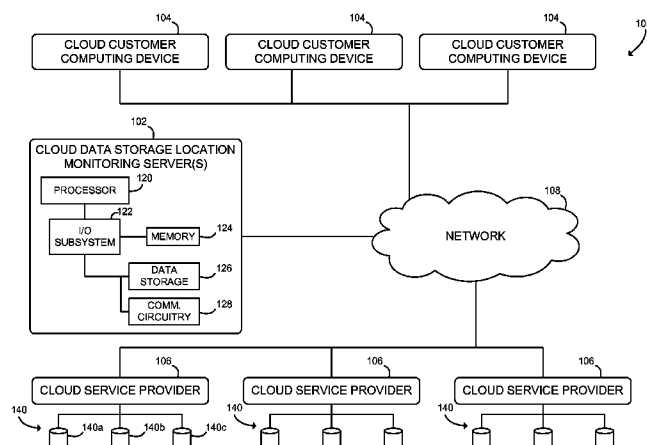 104 104 104 10
CLOUD CUSTOMER CLOUD CUSTOMER CLOUD CUSTOMER
COMPUTING DEVICE COMPUTING DEVICE COMPUTING DEVICE
102
CLOUD DATA STORAGE LOCATION
MONITORING SERVER(S)
120
PROCESSOR
122
I/O
SUBSYSTEM
124
MEMORY
126
DATA
STORAGE
128
COMM.
CIRCUITRY
108
NETWORK
106 106 106
CLOUD SERVICE PROVIDER CLOUD SERVICE PROVIDER CLOUD SERVICE PROVIDER
140 140a 140b 140c 140 140